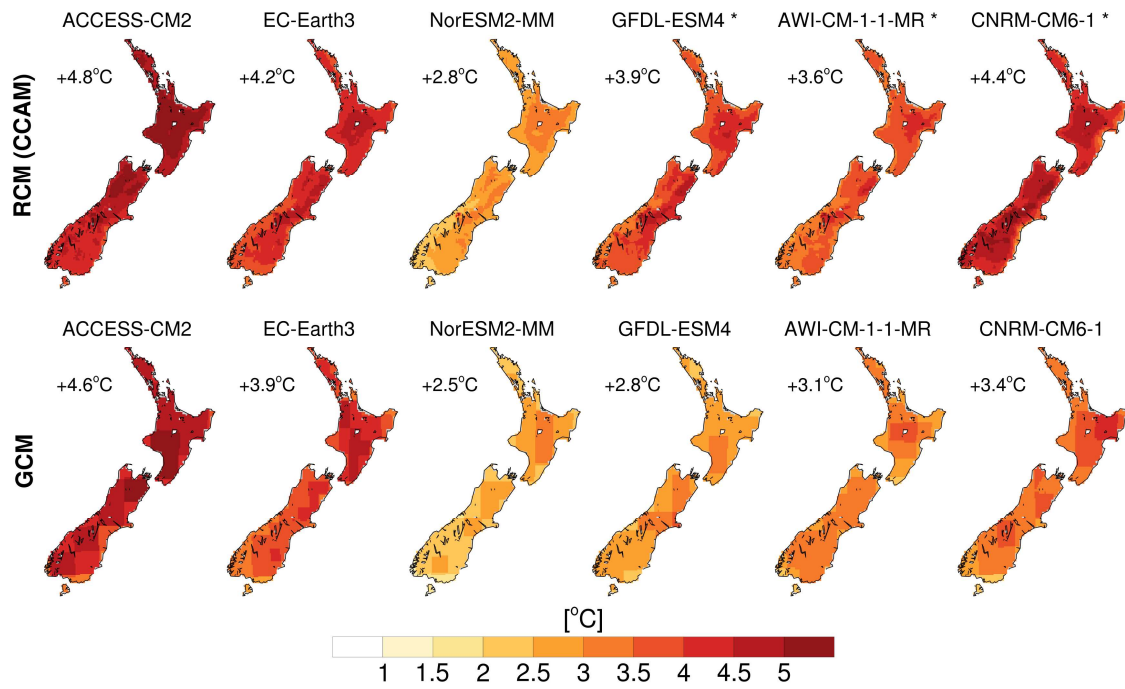 ACCESS-CM2 EC-Earth3 NorESM2-MM GFDL-ESM4 * AWI-CM-1-1-MR * CNRM-CM6-1 *
+4.8°C +4.2°C +2.8°C +3.9°C +3.6°C +4.4°C
RCM (CCAM)
ACCESS-CM2 EC-Earth3 NorESM2-MM GFDL-ESM4 AWI-CM-1-1-MR CNRM-CM6-1
+4.6°C +3.9°C +2.5°C +2.8°C +3.1°C +3.4°C
GCM
[°C]
1 1.5 2 2.5 3 3.5 4 4.5 5